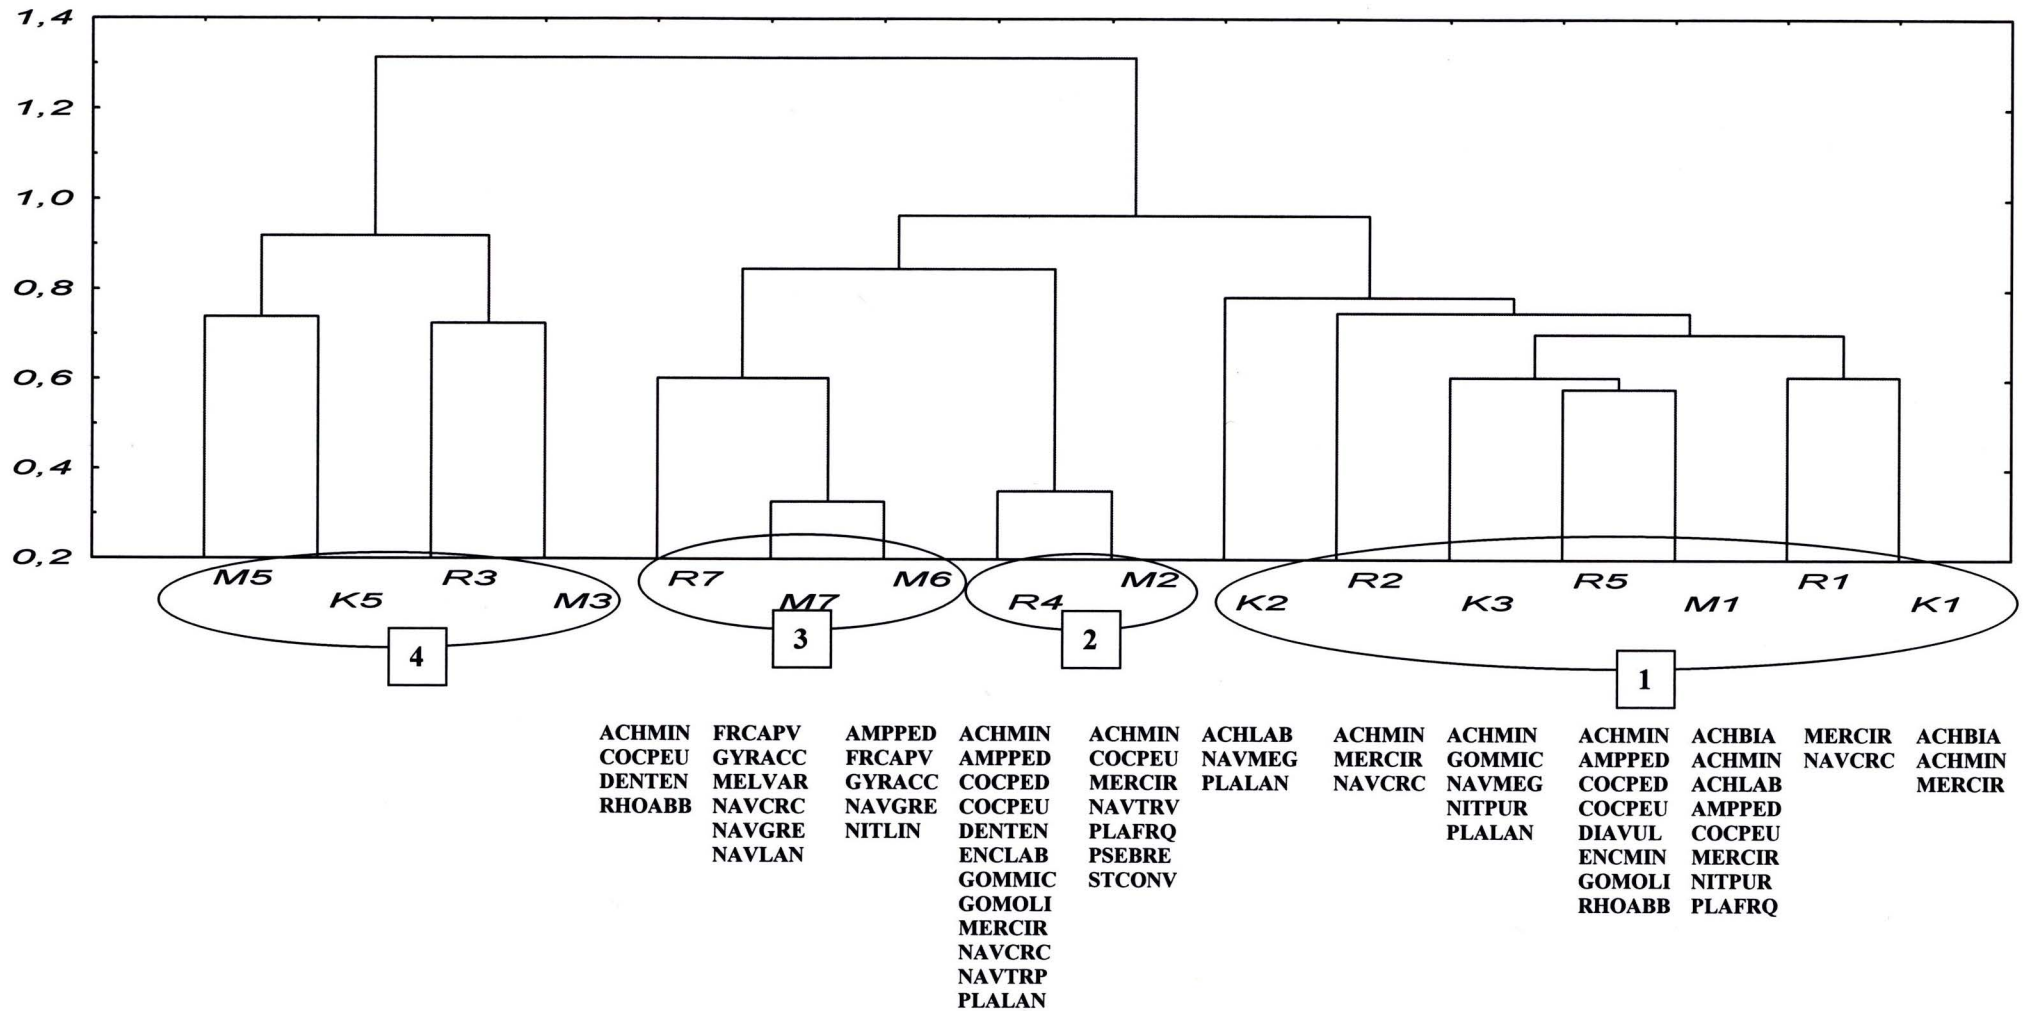 1,4
1,2
1,0
0,8
0,6
0,4
0,2
M5 R3 R7 M6 M2 R2 R5 R1
K5 M3 M7 R4 K2 K3 M1 K1
4 3 2 1
ACHMIN FRCAPV AMPPED ACHMIN ACHMIN ACHLAB ACHMIN ACHMIN ACHMIN ACHBIA MERCIR ACHBIA
COCPEU GYRACC FRCAPV AMPPED COCPEU NAVMEG MERCIR GOMMIC AMPPED ACHMIN NAVCRC ACHMIN
DENTEN MELVAR GYRACC COCPED MERCIR PLALAN NAVCRC NAVMEG COCPED ACHLAB MERCIR
RHOABB NAVCRC NAVGRE COCPEU NAVTRV NITPUR COCPEU AMPPED
NAVGRE NITLIN DENTEN PLAFRQ PLALAN DIAVUL COCPEU
NAVLAN ENCLAB PSEBRE ENCMIN MERCIR
GOMMIC STCONV GOMOLI NITPUR
GOMOLI RHOABB PLAFRQ
MERCIR
NAVCRC
NAVTRP
PLALAN